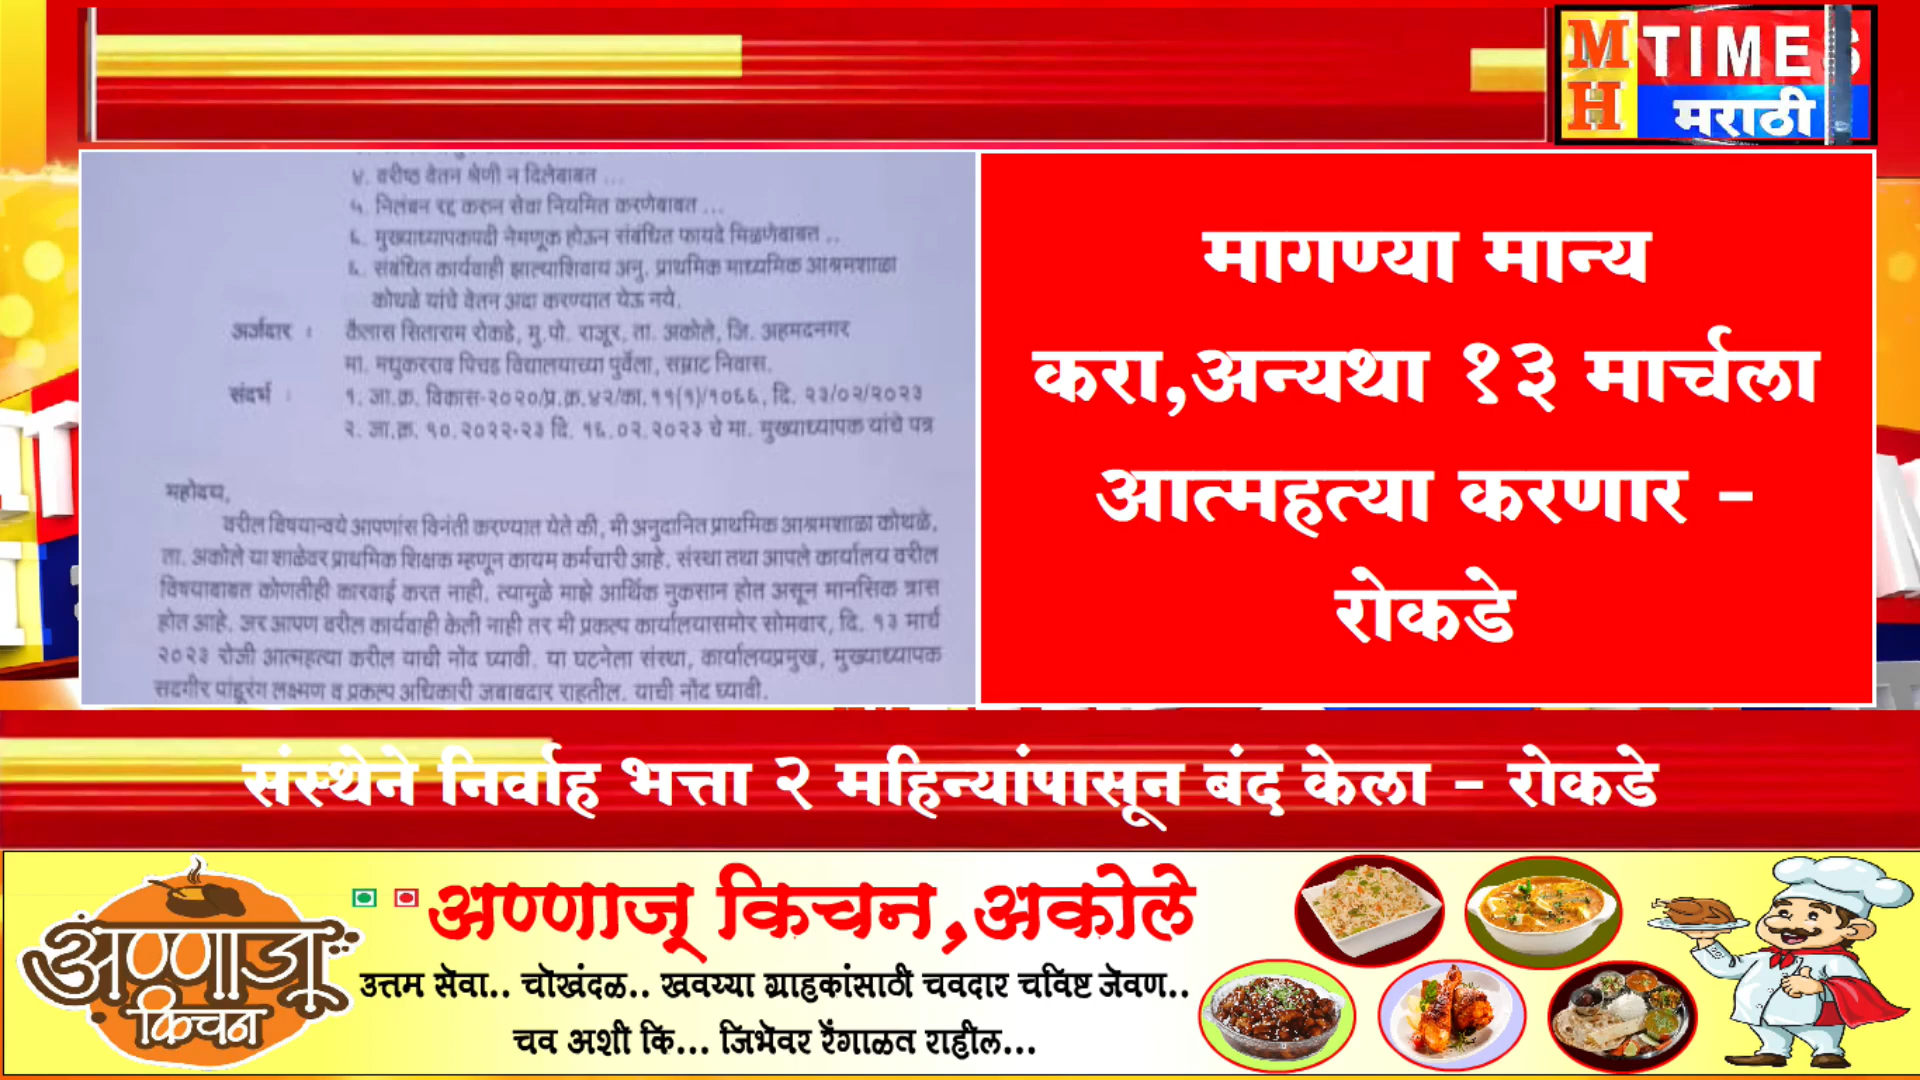 MH TIMES
मराठी
४. वरीष्ठ वेतन श्रेणी न दिलेबाबत ...
५. निलंबन रद्द करुन सेवा नियमित करणेबाबत ...
६. मुख्याध्यापकपदी नेमणूक होऊन संबंधित फायदे मिळणेबाबत ..
६. संबंधित कार्यवाही झाल्याशिवाय अनु. प्राथमिक माध्यमिक आश्रमशाळा
कोथळे यांचे वेतन अदा करण्यात येऊ नये.
अर्जदार : कैलास सिताराम रोकडे, मु.पो. राजूर, ता. अकोले, जि. अहमदनगर
मा. मधुकरराव पिचड विद्यालयाच्या पुर्वेला, सम्राट निवास.
संदर्भ : १. जा.क्र. विकास-२०२०/प्र.क्र.४२/का.११(१)/१०६६, दि. २३/०२/२०२३
२. जा.क्र. १०.२०२२-२३ दि. १६.०२.२०२३ चे मा. मुख्याध्यापक यांचे पत्र
महोदय,
वरील विषयान्वये आपणांस विनंती करण्यात येते की, मी अनुदानित प्राथमिक आश्रमशाळा कोथळे,
ता. अकोले या शाळेवर प्राथमिक शिक्षक म्हणून कायम कर्मचारी आहे. संस्था तथा आपले कार्यालय वरील
विषयाबाबत कोणतीही कारवाई करत नाही. त्यामुळे माझे आर्थिक नुकसान होत असून मानसिक त्रास
होत आहे. जर आपण वरील कार्यवाही केली नाही तर मी प्रकल्प कार्यालयासमोर सोमवार, दि. १३ मार्च
२०२३ रोजी आत्महत्या करील याची नोंद घ्यावी. या घटनेला संस्था, कार्यालयप्रमुख, मुख्याध्यापक
सदगीर पांडूरंग लक्ष्मण व प्रकल्प अधिकारी जबाबदार राहतील. याची नोंद घ्यावी.
मागण्या मान्य
करा,अन्यथा १३ मार्चला
आत्महत्या करणार -
रोकडे
संस्थेने निर्वाह भत्ता २ महिन्यांपासून बंद केला - रोकडे
अण्णाज् किचन
अण्णाज् किचन,अकोले
उत्तम सेवा.. चोखंदळ.. खवय्या ग्राहकांसाठी चवदार चविष्ट जेवण..
चव अशी कि... जिभेवर रेंगाळत राहील...